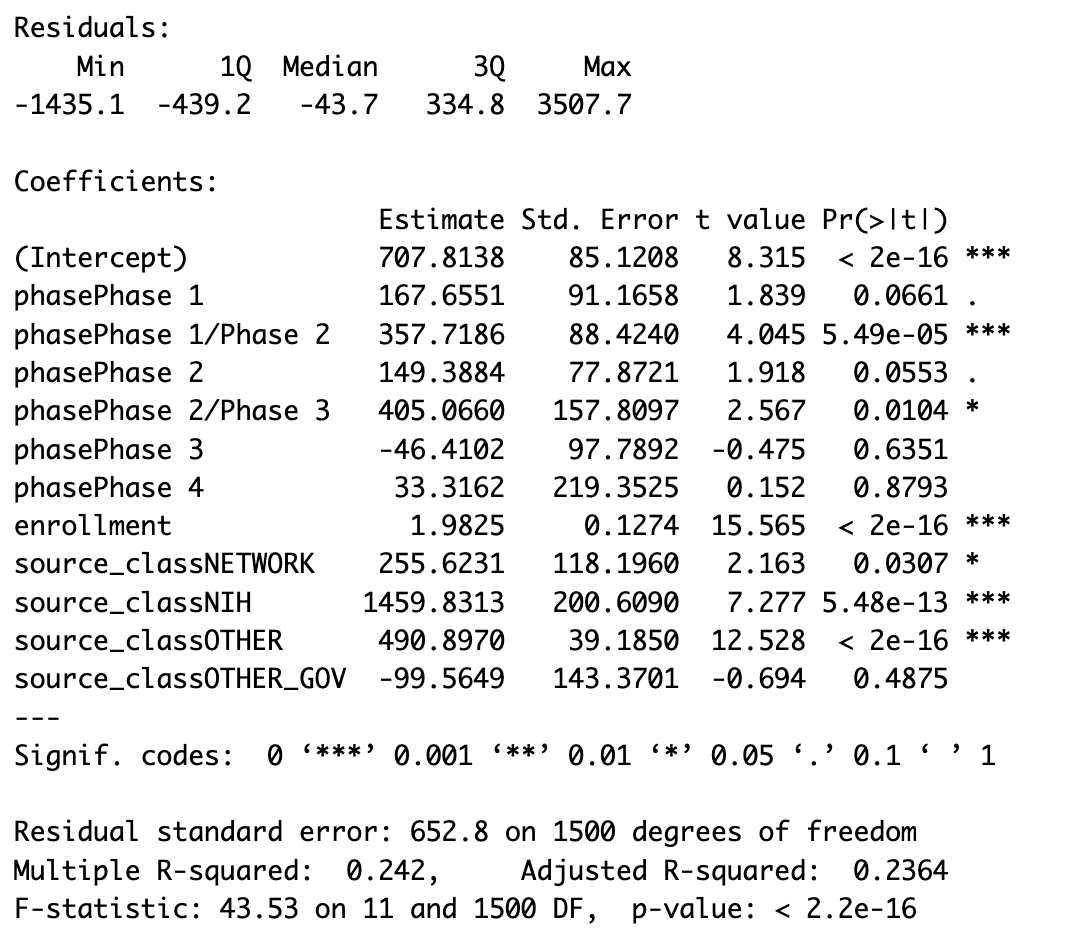 Residuals:
    Min      1Q  Median      3Q     Max
-1435.1  -439.2   -43.7   334.8  3507.7

Coefficients:
                       Estimate Std. Error t value Pr(>|t|)
(Intercept)            707.8138    85.1208   8.315  < 2e-16 ***
phasePhase 1           167.6551    91.1658   1.839   0.0661 .
phasePhase 1/Phase 2   357.7186    88.4240   4.045 5.49e-05 ***
phasePhase 2           149.3884    77.8721   1.918   0.0553 .
phasePhase 2/Phase 3   405.0660   157.8097   2.567   0.0104 *
phasePhase 3           -46.4102    97.7892  -0.475   0.6351
phasePhase 4            33.3162   219.3525   0.152   0.8793
enrollment               1.9825     0.1274  15.565  < 2e-16 ***
source_classNETWORK    255.6231   118.1960   2.163   0.0307 *
source_classNIH       1459.8313   200.6090   7.277 5.48e-13 ***
source_classOTHER      490.8970    39.1850  12.528  < 2e-16 ***
source_classOTHER_GOV  -99.5649   143.3701  -0.694   0.4875
---
Signif. codes:  0 ‘***’ 0.001 ‘**’ 0.01 ‘*’ 0.05 ‘.’ 0.1 ‘ ’ 1

Residual standard error: 652.8 on 1500 degrees of freedom
Multiple R-squared:  0.242,     Adjusted R-squared:  0.2364
F-statistic: 43.53 on 11 and 1500 DF,  p-value: < 2.2e-16